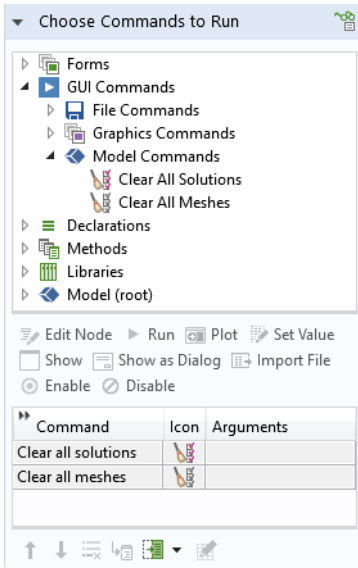 Choose Commands to Run
Forms
GUI Commands
File Commands
Graphics Commands
Model Commands
Clear All Solutions
Clear All Meshes
Declarations
Methods
Libraries
Model (root)
Edit Node Run Plot Set Value
Show Show as Dialog Import File
Enable Disable
Command Icon Arguments
Clear all solutions
Clear all meshes